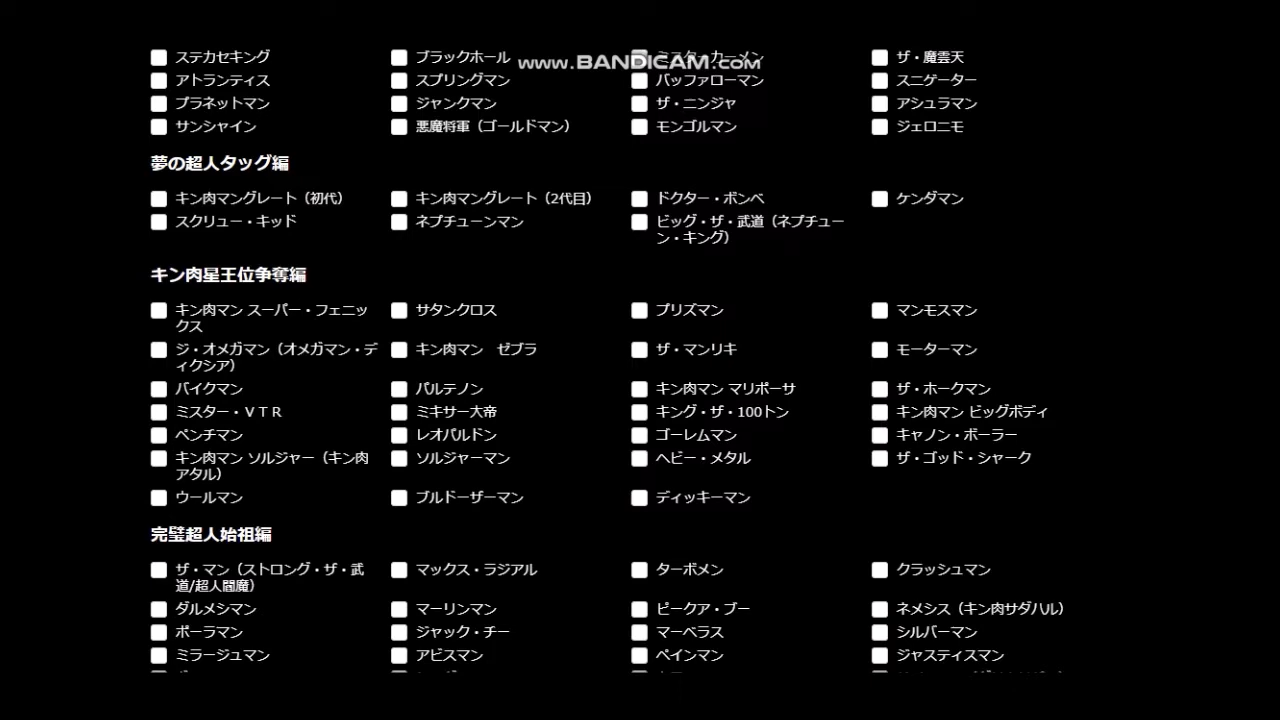 ステカセキング ブラックホール ミスター・カーメン ザ・魔雲天
www.BANDICAM.com
アトランティス スプリングマン バッファローマン スニゲーター
プラネットマン ジャンクマン ザ・ニンジャ アシュラマン
サンシャイン 悪魔将軍（ゴールドマン） モンゴルマン ジェロニモ
夢の超人タッグ編
キン肉マングレート（初代） キン肉マングレート（2代目） ドクター・ボンベ ケンダマン
スクリュー・キッド ネプチューンマン ビッグ・ザ・武道（ネプチュー
ン・キング）
キン肉星王位争奪編
キン肉マン スーパー・フェニッ サタンクロス プリズマン マンモスマン
クス
ジ・オメガマン（オメガマン・デ キン肉マン　ゼブラ ザ・マンリキ モーターマン
ィクシア）
バイクマン パルテノン キン肉マン マリポーサ ザ・ホークマン
ミスター・ＶＴＲ ミキサー大帝 キング・ザ・100トン キン肉マン ビッグボディ
ペンチマン レオパルドン ゴーレムマン キャノン・ボーラー
キン肉マン ソルジャー（キン肉 ソルジャーマン ヘビー・メタル ザ・ゴッド・シャーク
アタル）
ウールマン ブルドーザーマン ディッキーマン
完璧超人始祖編
ザ・マン（ストロング・ザ・武 マックス・ラジアル ターボメン クラッシュマン
道/超人閻魔）
ダルメシマン マーリンマン ピークア・ブー ネメシス（キン肉サダハル）
ポーラマン ジャック・チー マーベラス シルバーマン
ミラージュマン アビスマン ペインマン ジャスティスマン